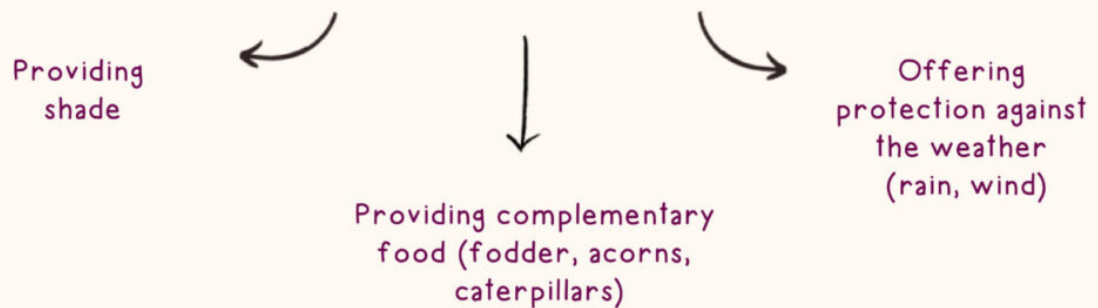 Providing
shade
Providing complementary
food (fodder, acorns,
caterpillars)
Offering
protection against
the weather
(rain, wind)